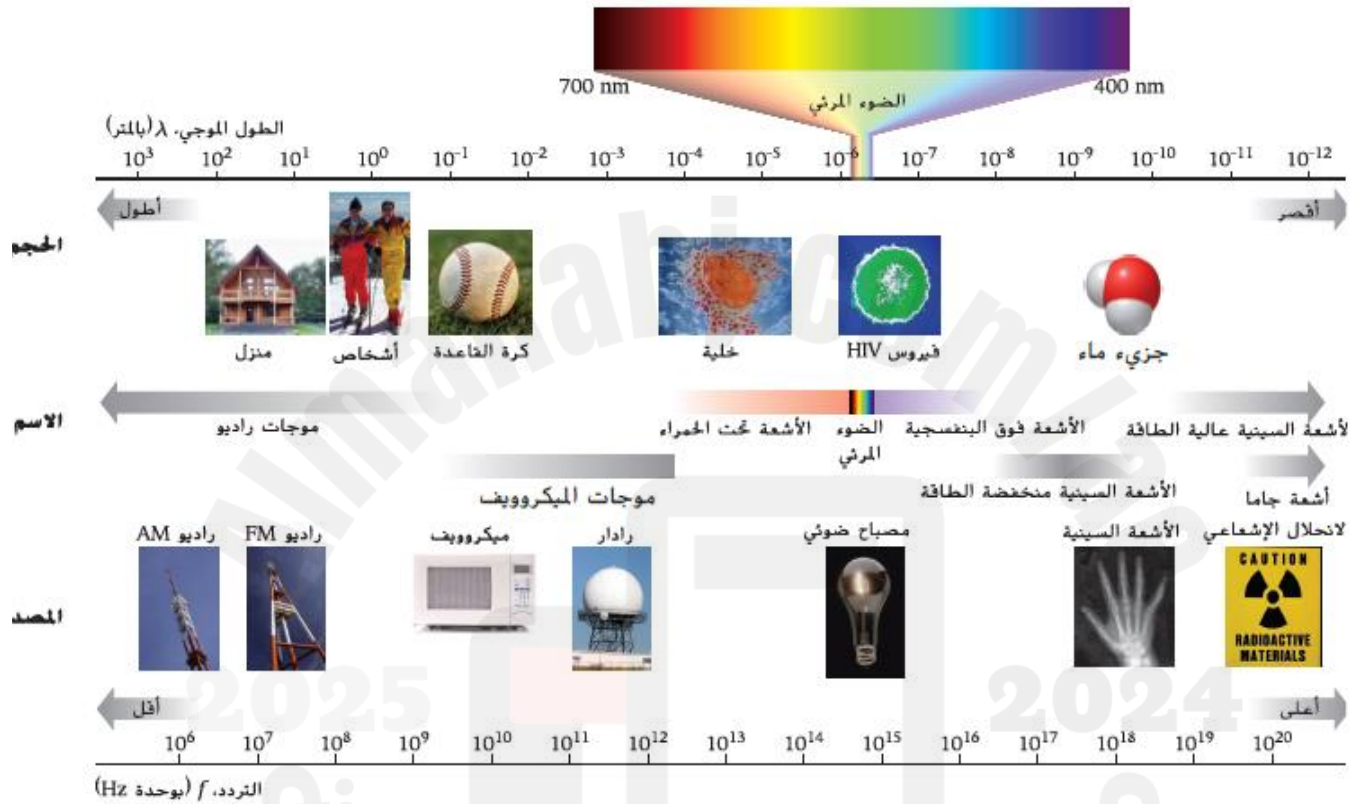 700 nm
400 nm
الضوء المرئي
الطول الموجي، λ (بالمتر)
10³ 10² 10¹ 10⁰ 10⁻¹ 10⁻² 10⁻³ 10⁻⁴ 10⁻⁵ 10⁻⁶ 10⁻⁷ 10⁻⁸ 10⁻⁹ 10⁻¹⁰ 10⁻¹¹ 10⁻¹²
أطول
أقصر
الحجم
منزل
أشخاص
كرة القاعدة
خلية
فيروس HIV
جزيء ماء
الاسم
موجات راديو
الأشعة تحت الحمراء
الضوء
المرئي
الأشعة فوق البنفسجية
لأشعة السينية عالية الطاقة
موجات الميكروويف
الأشعة السينية منخفضة الطاقة
أشعة جاما
المصد
راديو AM
راديو FM
ميكروويف
رادار
مصباح ضوئي
الأشعة السينية
لانحلال الإشعاعي
CAUTION
RADIOACTIVE
MATERIALS
أقل
أعلى
10⁶ 10⁷ 10⁸ 10⁹ 10¹⁰ 10¹¹ 10¹² 10¹³ 10¹⁴ 10¹⁵ 10¹⁶ 10¹⁷ 10¹⁸ 10¹⁹ 10²⁰
التردد، f (بوحدة Hz)
2025
2024